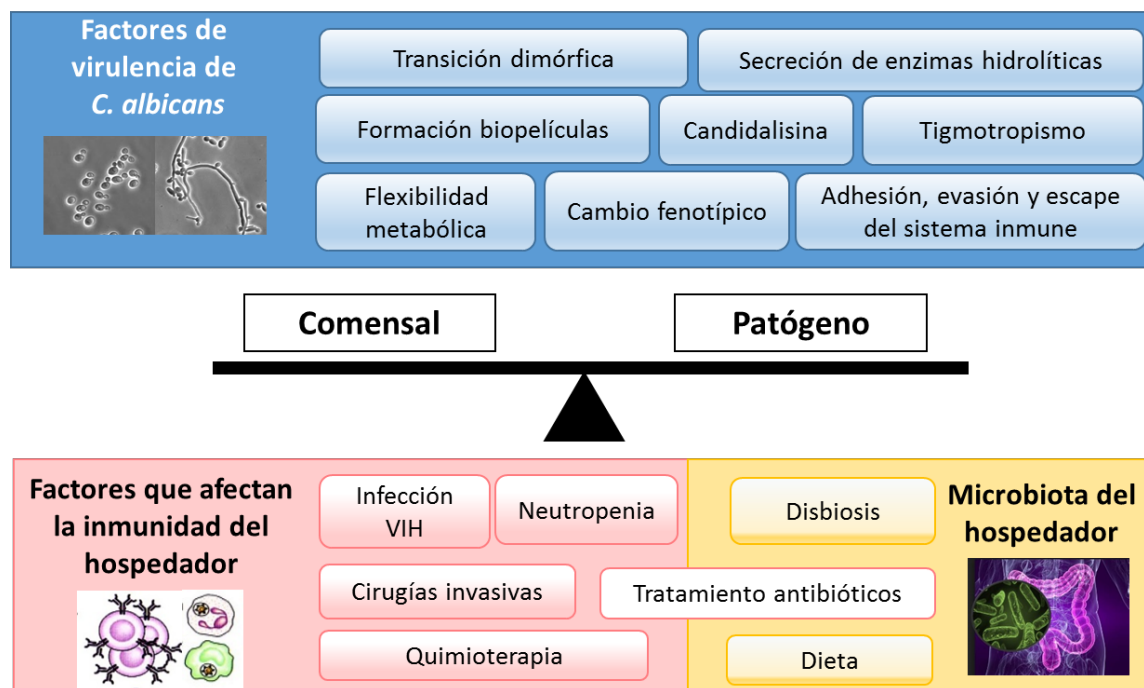 Factores de
virulencia de
C. albicans
Transición dimórfica
Secreción de enzimas hidrolíticas
Formación biopelículas
Candidalisina
Tigmotropismo
Flexibilidad
metabólica
Cambio fenotípico
Adhesión, evasión y escape
del sistema inmune
Comensal
Patógeno
Factores que afectan
la inmunidad del
hospedador
Infección
VIH
Neutropenia
Cirugías invasivas
Quimioterapia
Tratamiento antibióticos
Disbiosis
Dieta
Microbiota del
hospedador